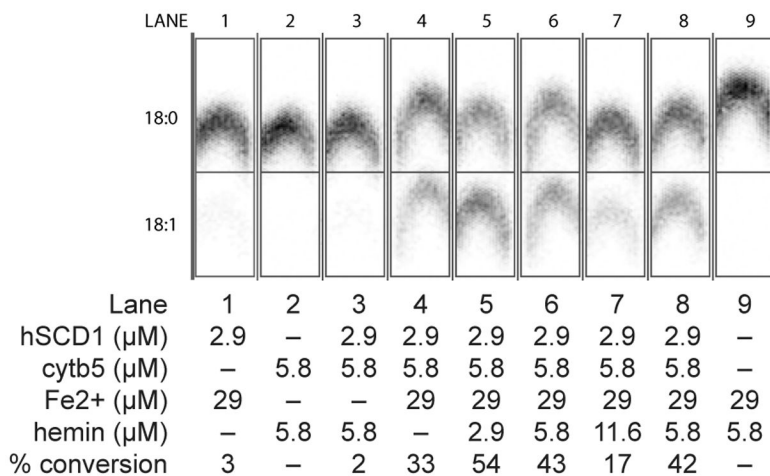 LANE 1 2 3 4 5 6 7 8 9
18:0
18:1
Lane 1 2 3 4 5 6 7 8 9
hSCD1 (µM) 2.9 – 2.9 2.9 2.9 2.9 2.9 2.9 –
cytb5 (µM) – 5.8 5.8 5.8 5.8 5.8 5.8 5.8 –
Fe2+ (µM) 29 – – 29 29 29 29 29 29
hemin (µM) – 5.8 5.8 – 2.9 5.8 11.6 5.8 5.8
% conversion 3 – 2 33 54 43 17 42 –